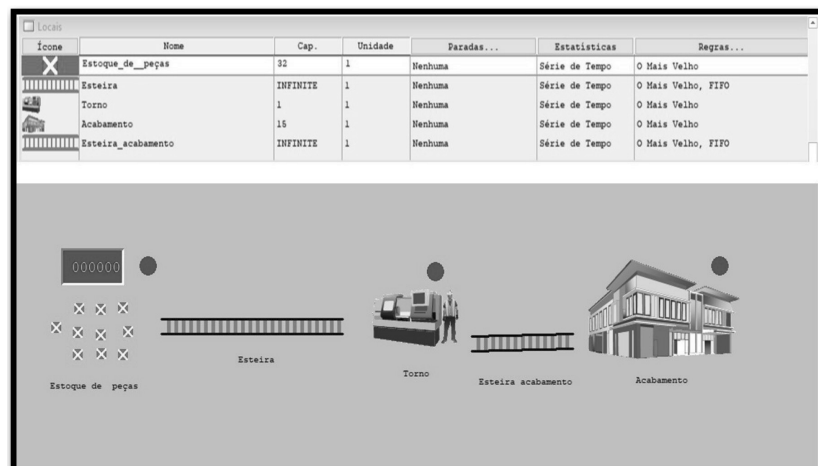 Locais
Ícone Nome Cap. Unidade Paradas... Estatísticas Regras...
Estoque_de__peças 32 1 Nenhuma Série de Tempo O Mais Velho
Esteira INFINITE 1 Nenhuma Série de Tempo O Mais Velho, FIFO
Torno 1 1 Nenhuma Série de Tempo O Mais Velho
Acabamento 15 1 Nenhuma Série de Tempo O Mais Velho
Esteira_acabamento INFINITE 1 Nenhuma Série de Tempo O Mais Velho, FIFO
000000
Esteira
Torno
Esteira acabamento
Acabamento
Estoque de peças